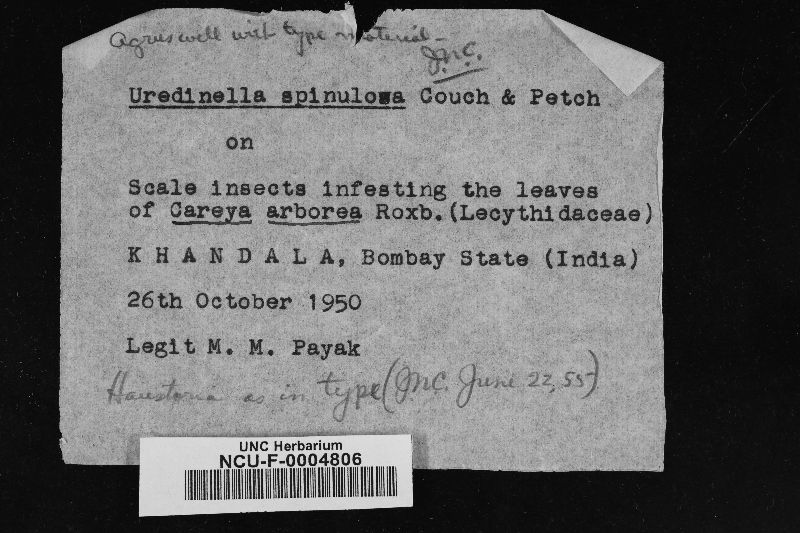 Agrees well with type material –
J.N.C.
Uredinella spinulosa Couch & Petch
on
Scale insects infesting the leaves
of Careya arborea Roxb. (Lecythidaceae)
K H A N D A L A, Bombay State (India)
26th October 1950
Legit M. M. Payak
Haustoria as in type (JNC. June 22, 55)
UNC Herbarium
NCU-F-0004806